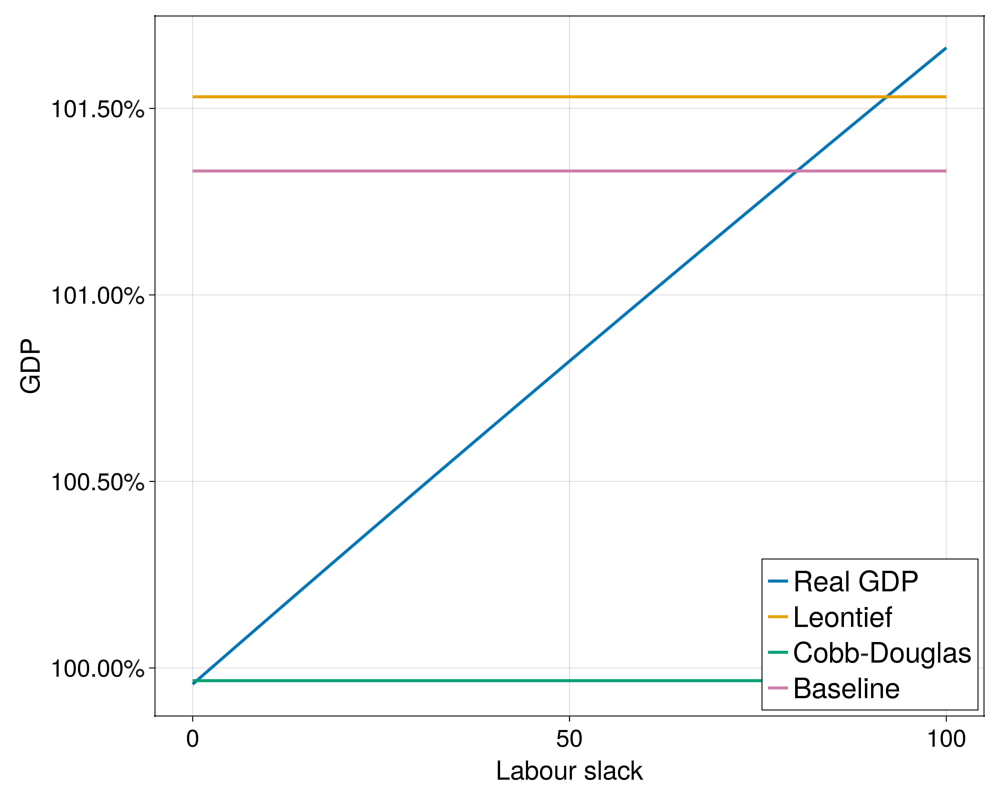 101.50%
101.00%
100.50%
100.00%
GDP
0
50
100
Labour slack
Real GDP
Leontief
Cobb-Douglas
Baseline